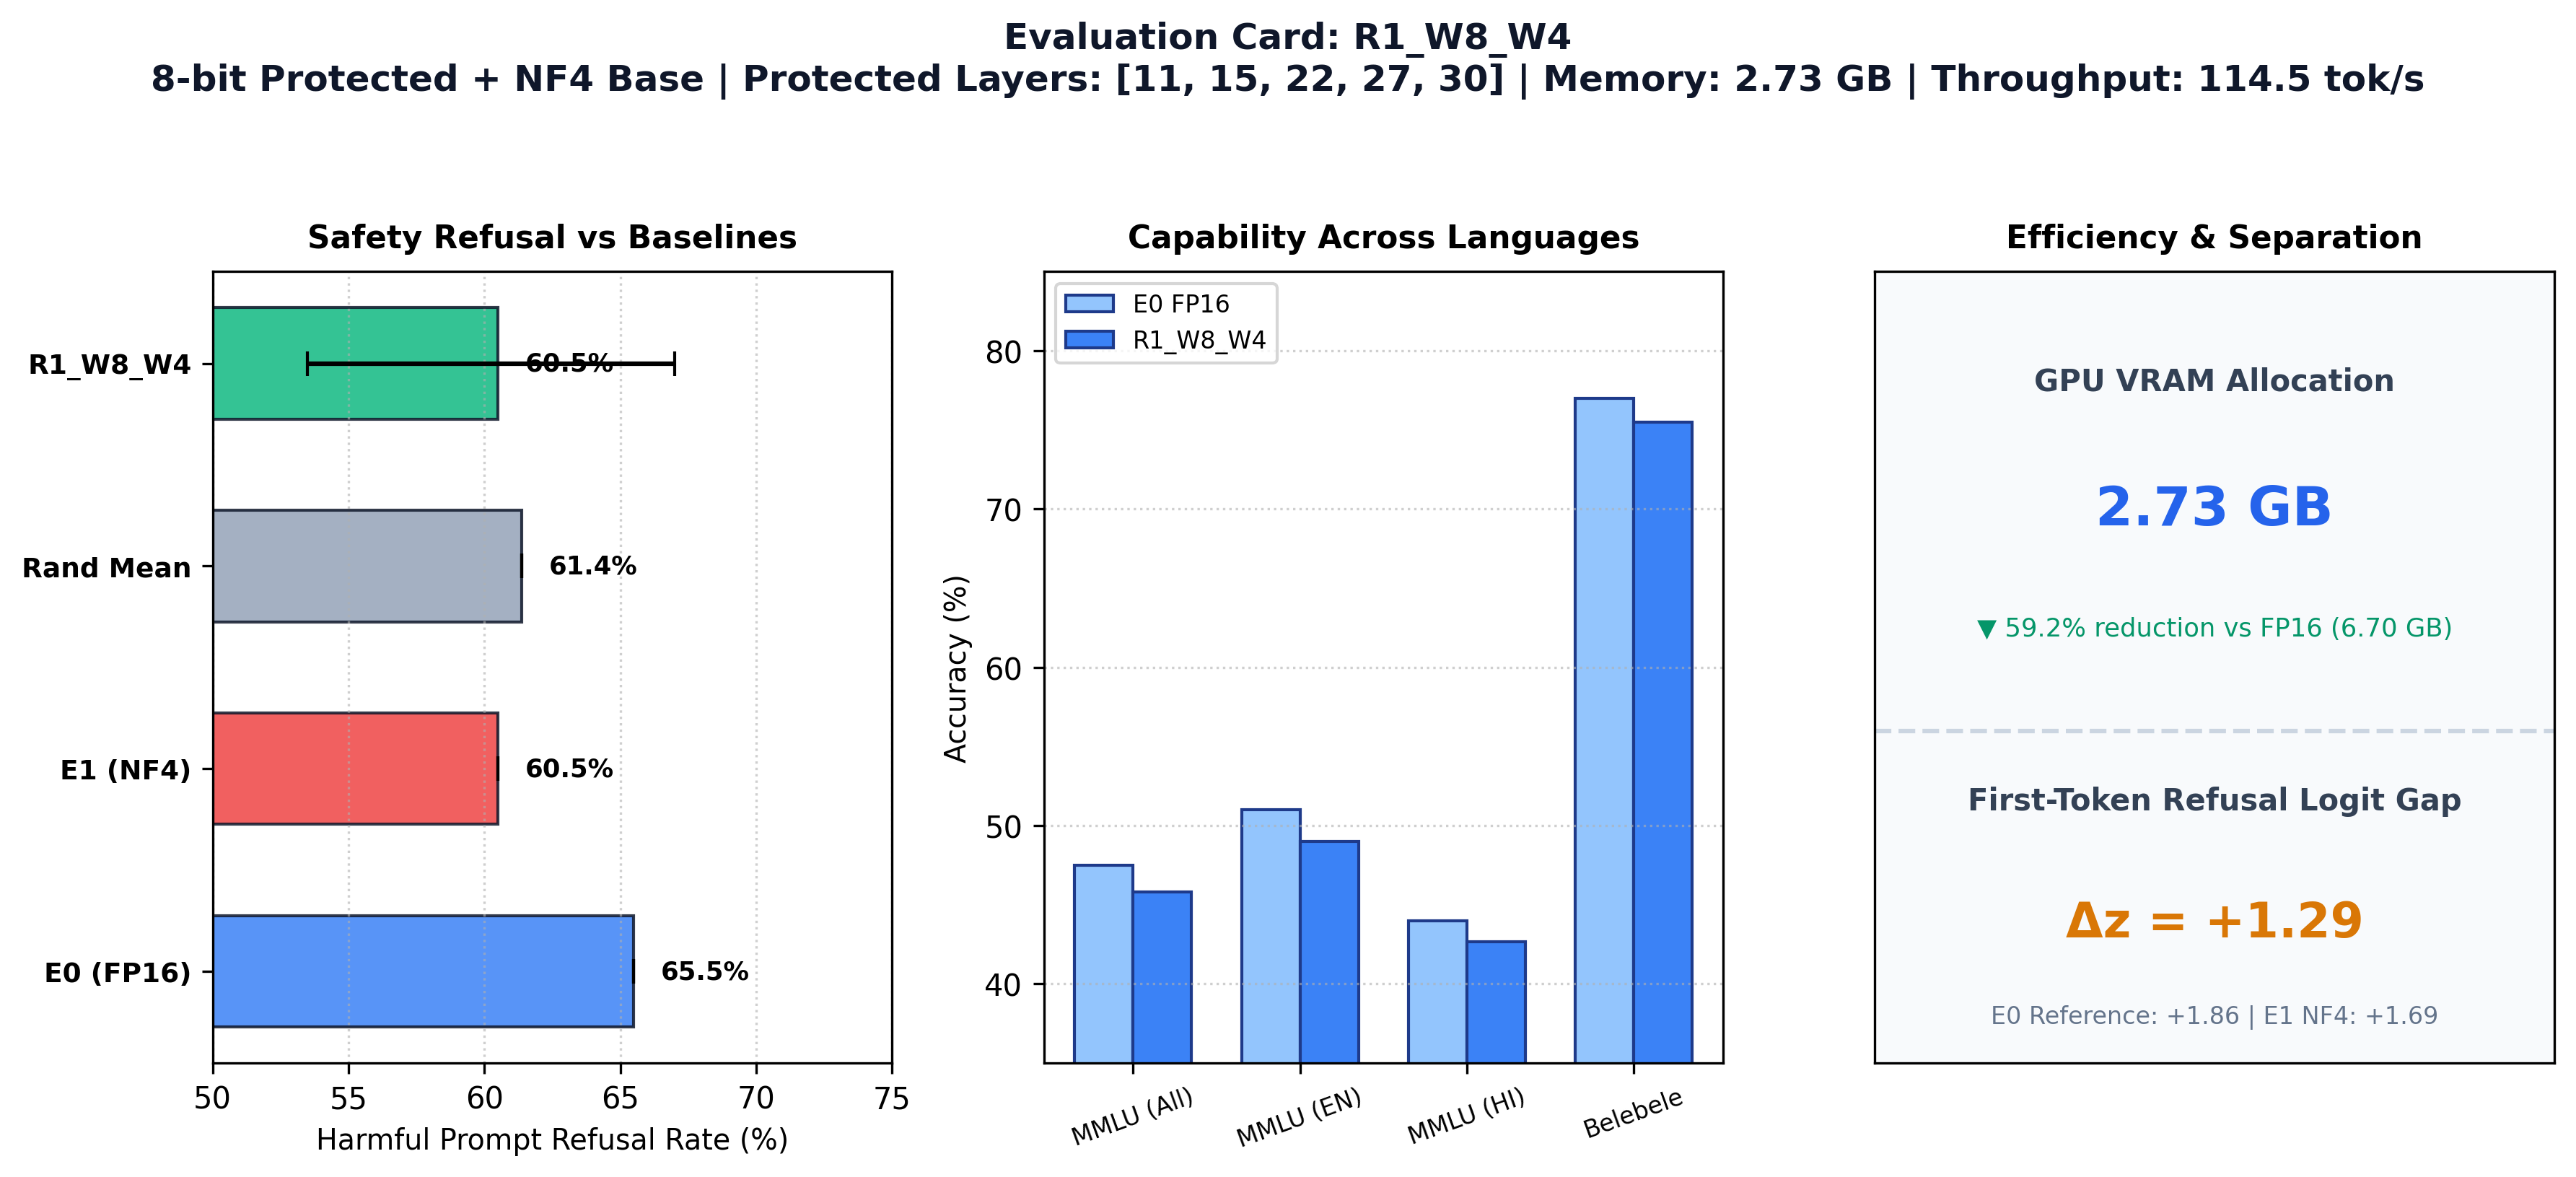 Evaluation Card: R1_W8_W4
8-bit Protected + NF4 Base | Protected Layers: [11, 15, 22, 27, 30] | Memory: 2.73 GB | Throughput: 114.5 tok/s
Safety Refusal vs Baselines
R1_W8_W4
60.5%
Rand Mean
61.4%
E1 (NF4)
60.5%
E0 (FP16)
65.5%
50 55 60 65 70 75
Harmful Prompt Refusal Rate (%)
Capability Across Languages
E0 FP16
R1_W8_W4
Accuracy (%)
80
70
60
50
40
MMLU (All) MMLU (EN) MMLU (HI) Belebele
Efficiency & Separation
GPU VRAM Allocation
2.73 GB
▼ 59.2% reduction vs FP16 (6.70 GB)
First-Token Refusal Logit Gap
Δz = +1.29
E0 Reference: +1.86 | E1 NF4: +1.69